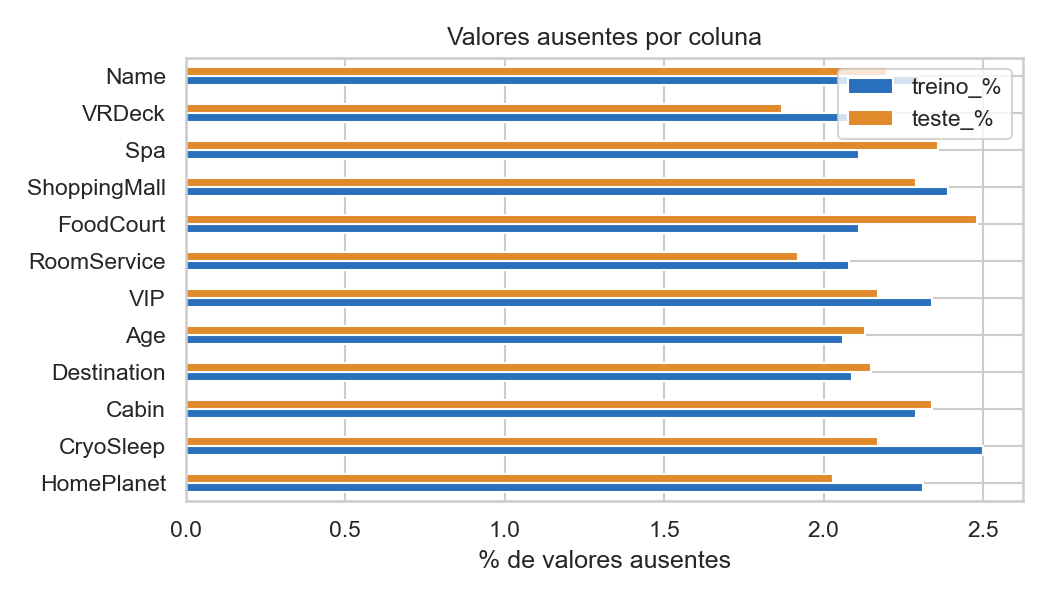 Valores ausentes por coluna
Name
VRDeck
Spa
ShoppingMall
FoodCourt
RoomService
VIP
Age
Destination
Cabin
CryoSleep
HomePlanet
treino_%
teste_%
0.0 0.5 1.0 1.5 2.0 2.5
% de valores ausentes